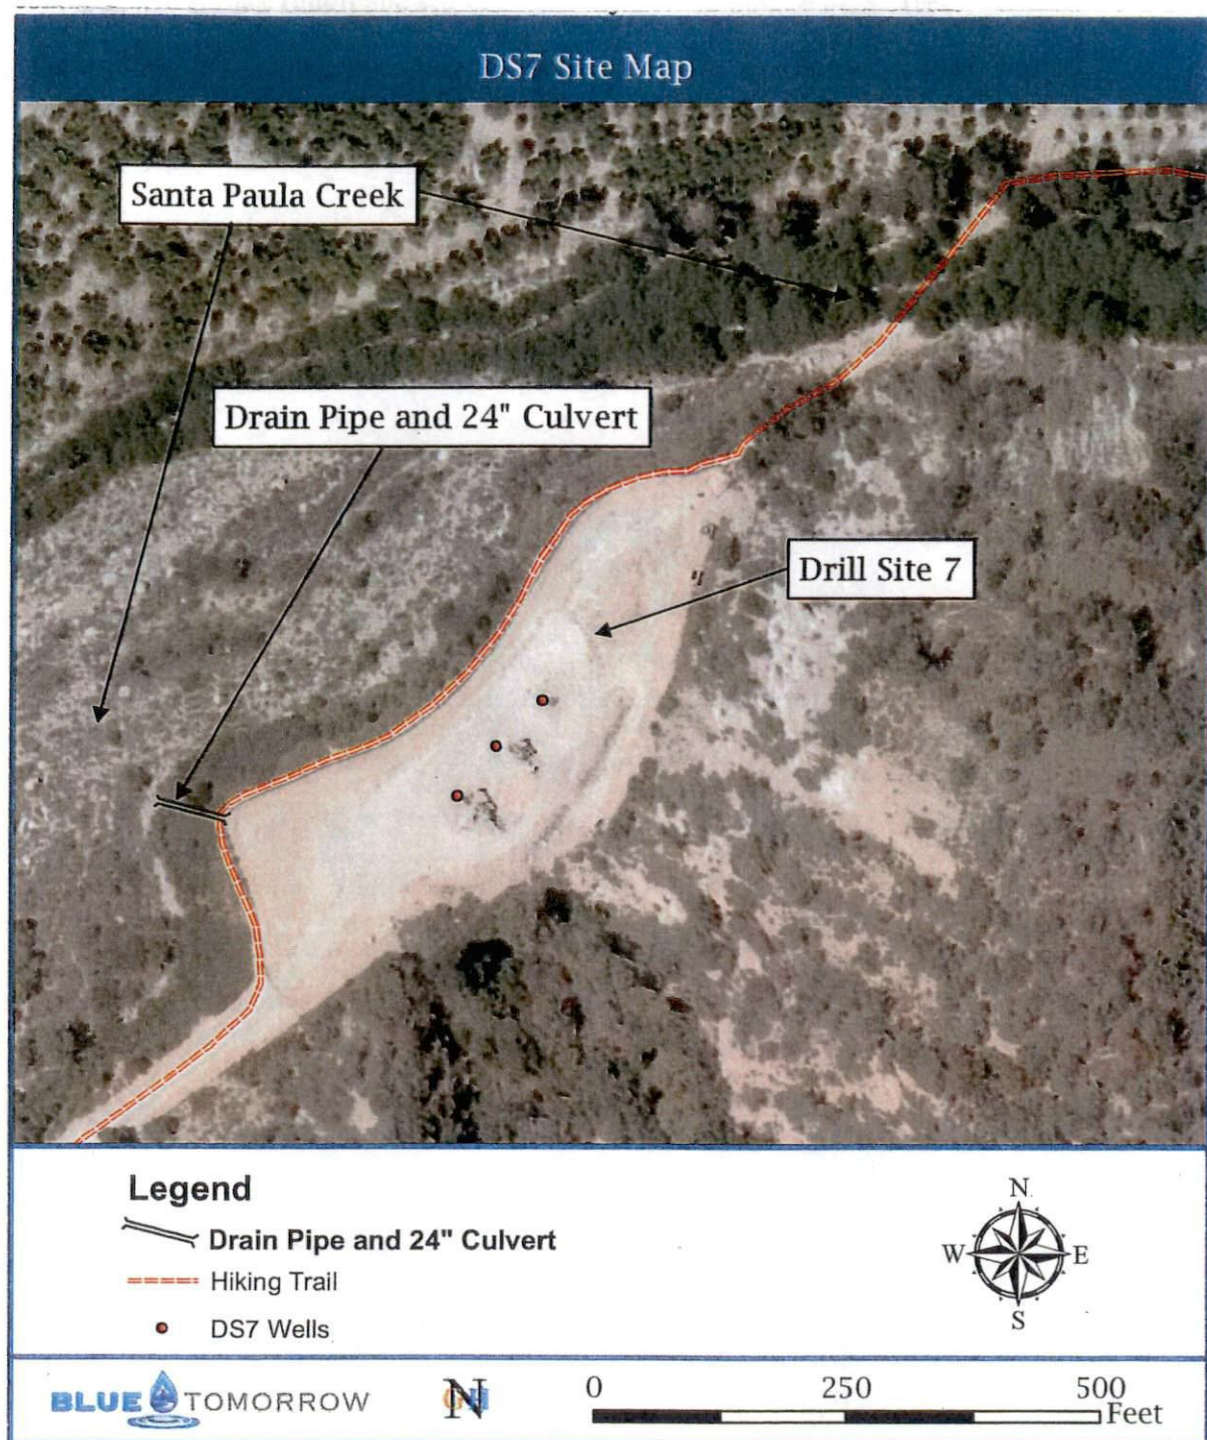 DS7 Site Map
Santa Paula Creek
Drain Pipe and 24" Culvert
Drill Site 7
Legend
Drain Pipe and 24" Culvert
Hiking Trail
DS7 Wells
N
W E
S
BLUE TOMORROW
N
0 250 500
Feet